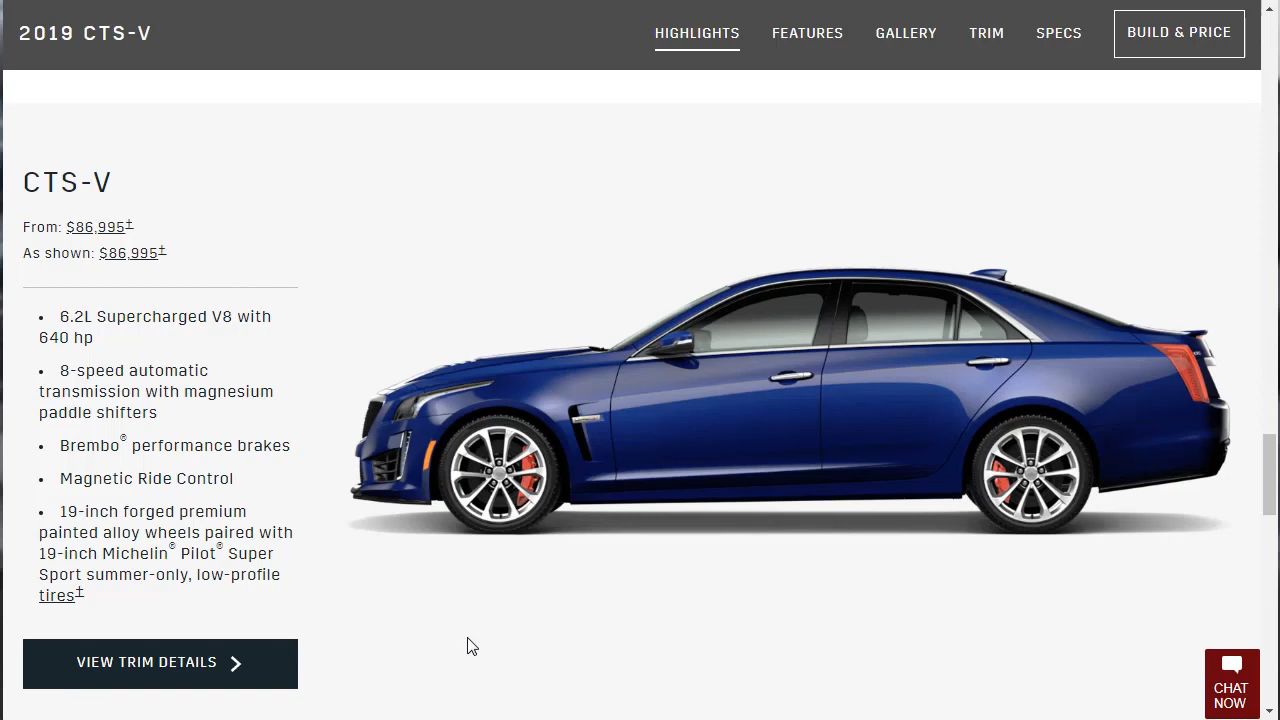 2019 CTS-V
HIGHLIGHTS
FEATURES
GALLERY
TRIM
SPECS
BUILD & PRICE
CTS-V
From: $86,995‡
As shown: $86,995‡
• 6.2L Supercharged V8 with
640 hp
• 8-speed automatic
transmission with magnesium
paddle shifters
• Brembo® performance brakes
• Magnetic Ride Control
• 19-inch forged premium
painted alloy wheels paired with
19-inch Michelin® Pilot® Super
Sport summer-only, low-profile
tires‡
VIEW TRIM DETAILS
CHAT
NOW